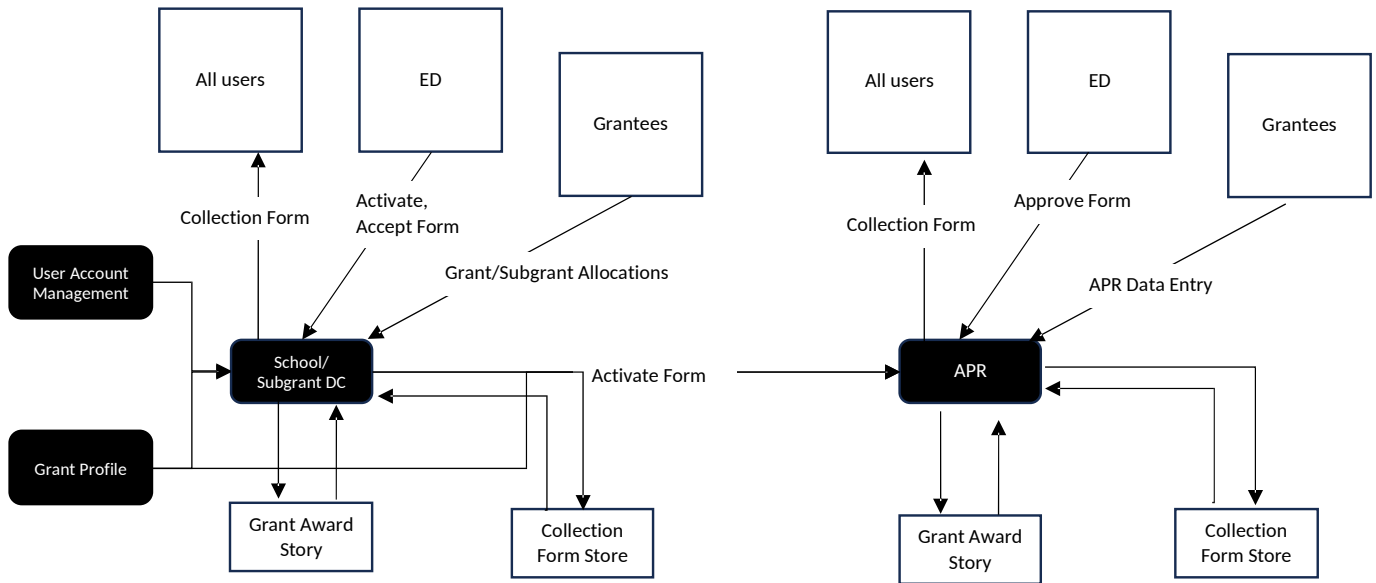 All users
ED
Grantees
All users
ED
Grantees
Collection Form
Activate,
Accept Form
Grant/Subgrant Allocations
Collection Form
Approve Form
APR Data Entry
User Account
Management
School/
Subgrant DC
Activate Form
APR
Grant Profile
Grant Award
Story
Collection
Form Store
Grant Award
Story
Collection
Form Store